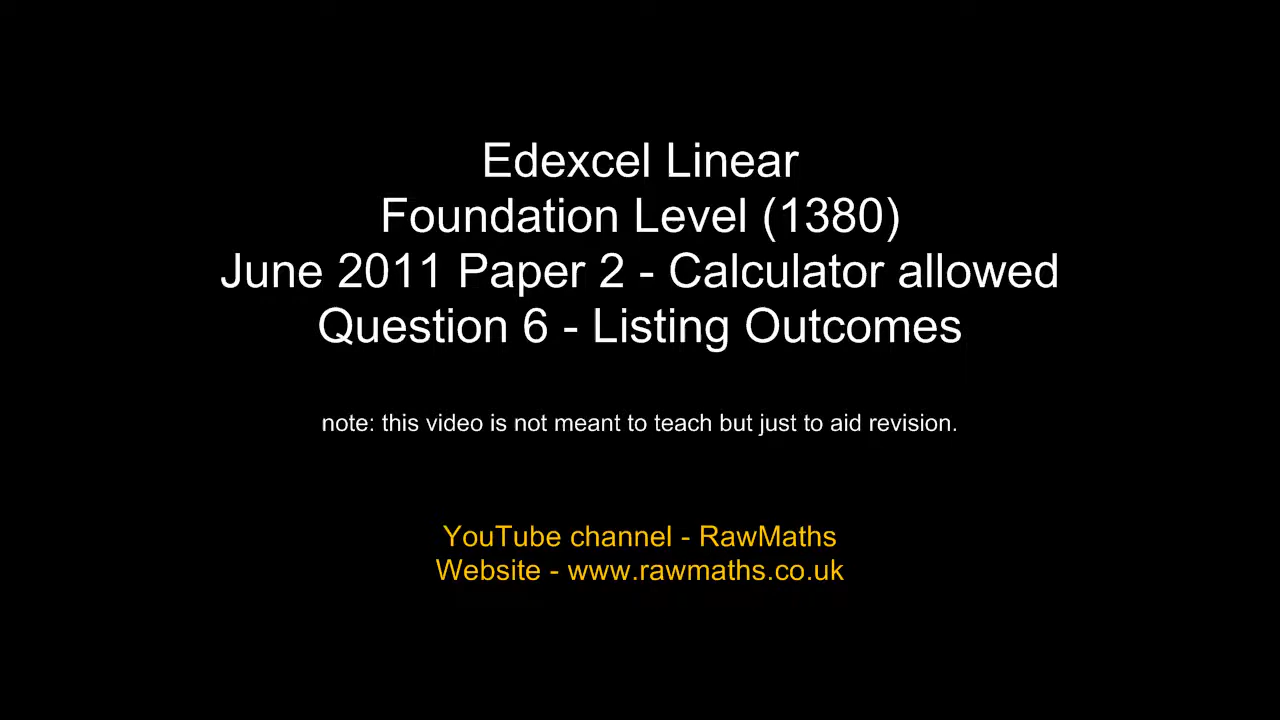 Edexcel Linear
Foundation Level (1380)
June 2011 Paper 2 - Calculator allowed
Question 6 - Listing Outcomes
note: this video is not meant to teach but just to aid revision.
YouTube channel - RawMaths
Website - www.rawmaths.co.uk